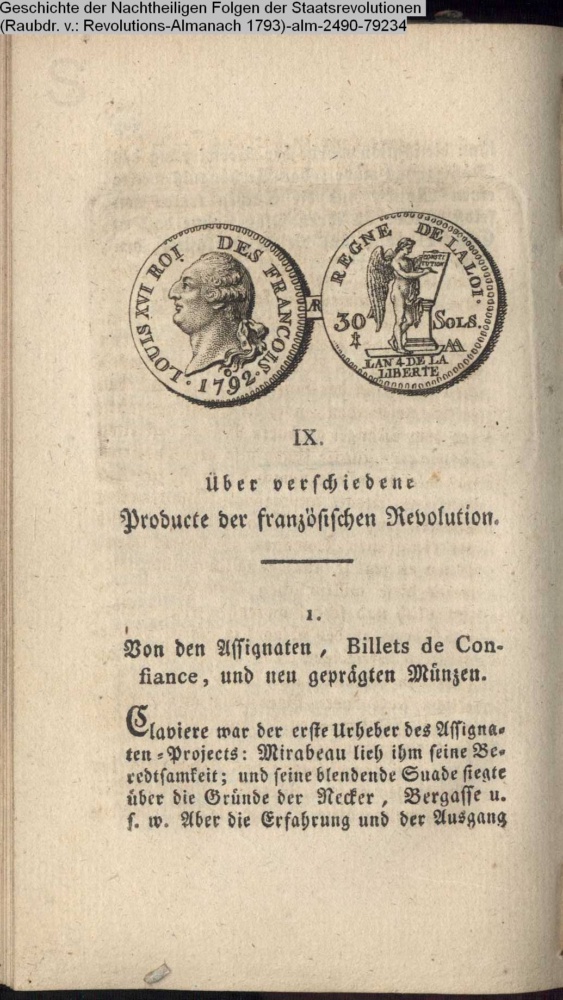 Geschichte der Nachtheiligen Folgen der Staatsrevolutionen
(Raubdr. v.: Revolutions-Almanach 1793)-alm-2490-79234
LOUIS XVI ROI DES FRANCOIS.
1792.
REGNE DE LA LOI.
CONSTI
TUTION
30 SOLS.
AA
LAN 4 DE LA
LIBERTE
IX.
Über verschiedene
Producte der französischen Revolution.
1.
Von den Assignaten, Billets de Con-
fiance, und neu geprägten Münzen.
Claviere war der erste Urheber des Assigna-
ten-Projects: Mirabeau lieh ihm seine Be-
redtsamkeit; und seine blendende Suade siegte
über die Gründe der Necker, Bergasse u.
s. w. Aber die Erfahrung und der Ausgang